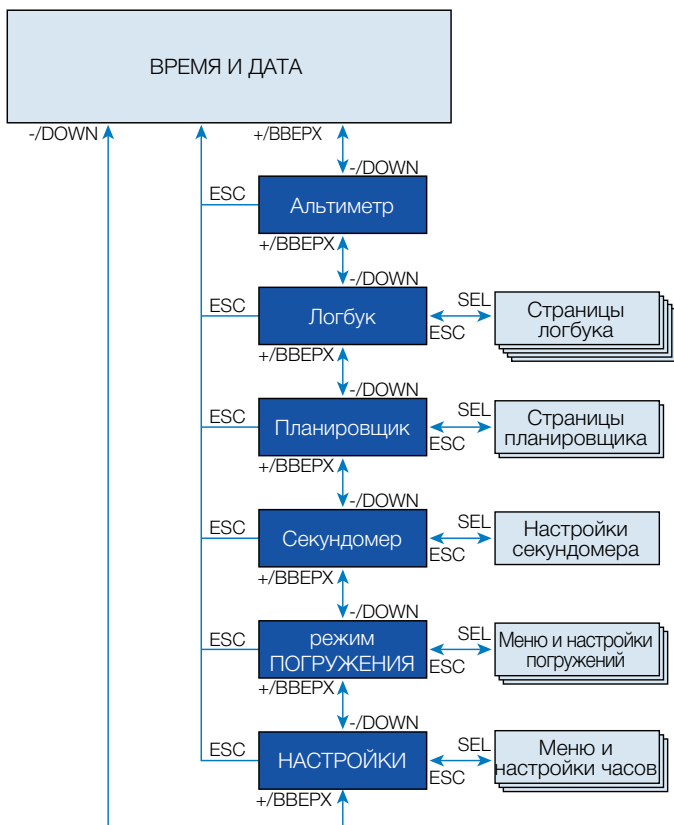 ВРЕМЯ И ДАТА
-/DOWN
+/ВВЕРХ
-/DOWN
ESC
Альтиметр
+/ВВЕРХ
-/DOWN
ESC
Логбук
SEL
ESC
Страницы
логбука
+/ВВЕРХ
-/DOWN
ESC
Планировщик
SEL
ESC
Страницы
планировщика
+/ВВЕРХ
-/DOWN
ESC
Секундомер
SEL
ESC
Настройки
секундомера
+/ВВЕРХ
-/DOWN
ESC
режим
ПОГРУЖЕНИЯ
SEL
ESC
Меню и настройки
погружений
+/ВВЕРХ
-/DOWN
ESC
НАСТРОЙКИ
SEL
ESC
Меню и
настройки часов
+/ВВЕРХ